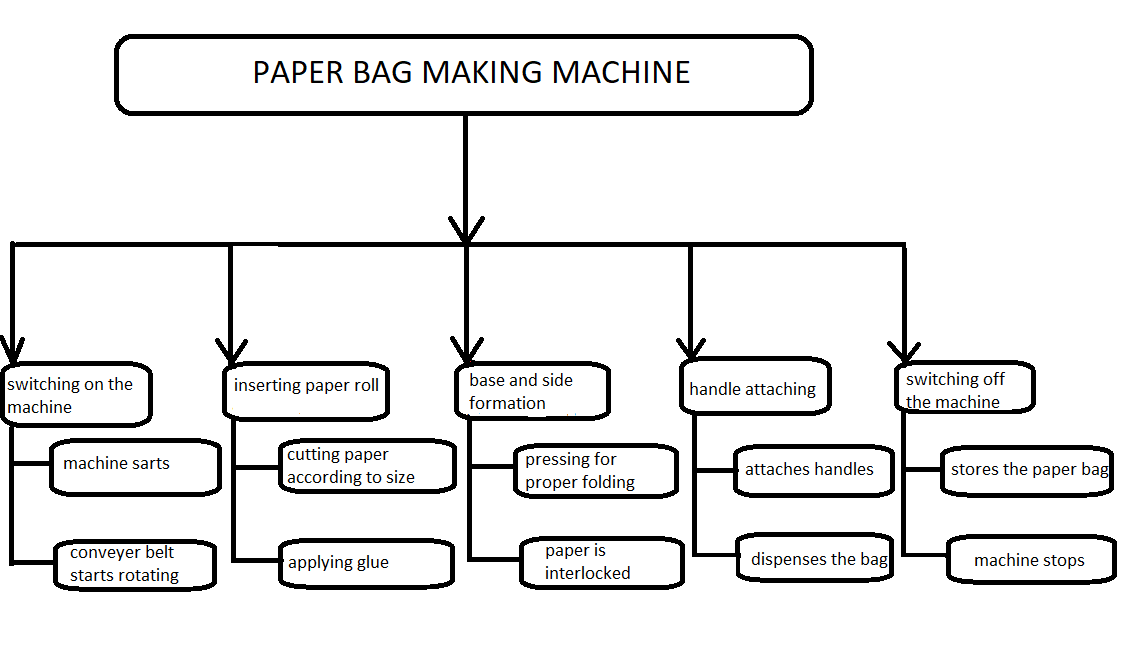 PAPER BAG MAKING MACHINE
switching on the
machine
machine sarts
conveyer belt
starts rotating
inserting paper roll
cutting paper
according to size
applying glue
base and side
formation
pressing for
proper folding
paper is
interlocked
handle attaching
attaches handles
dispenses the bag
switching off
the machine
stores the paper bag
machine stops